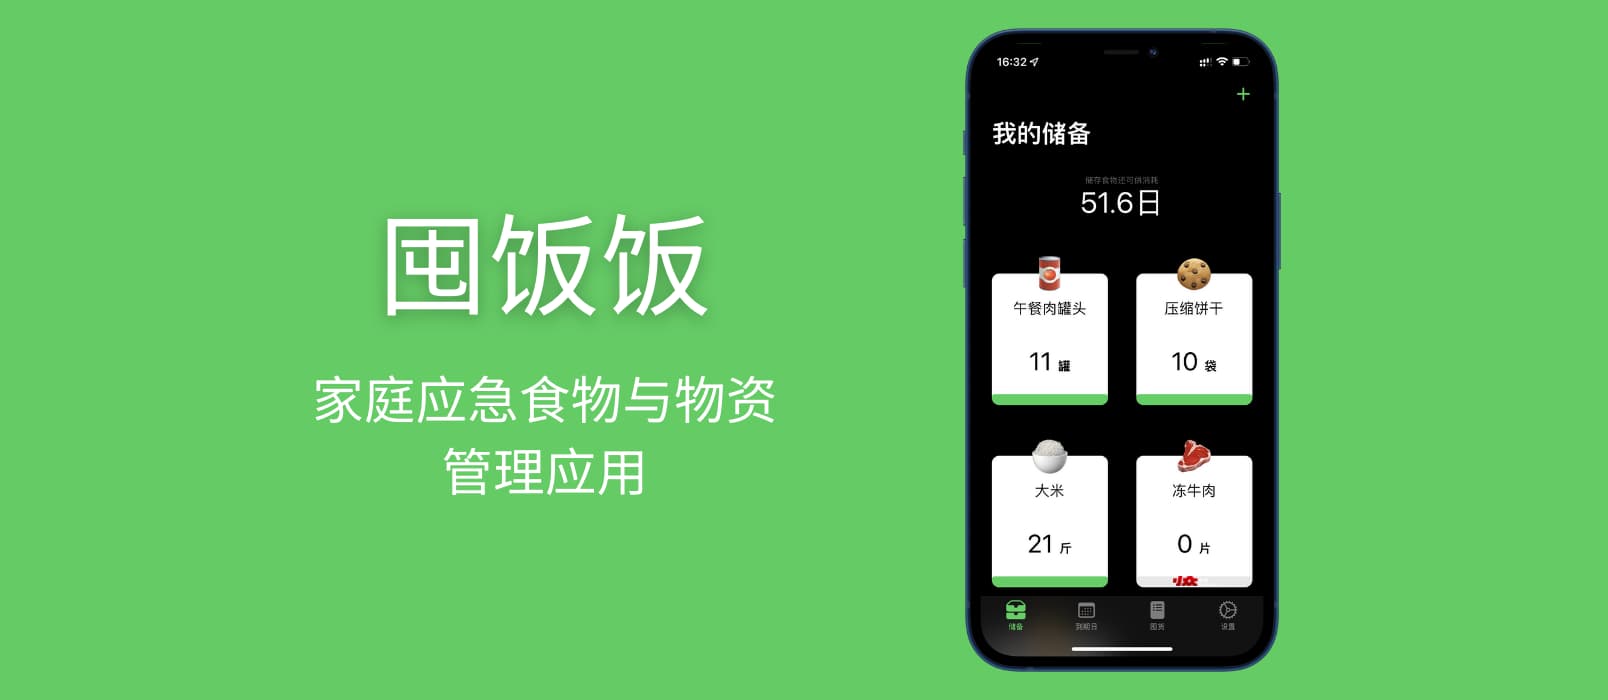 囤饭饭
家庭应急食物与物资
管理应用
16:32
我的储备
储存食物还可供消耗
51.6日
午餐肉罐头
11 罐
压缩饼干
10 袋
大米
21 斤
冻牛肉
0 片
储备
到期日
囤货
设置